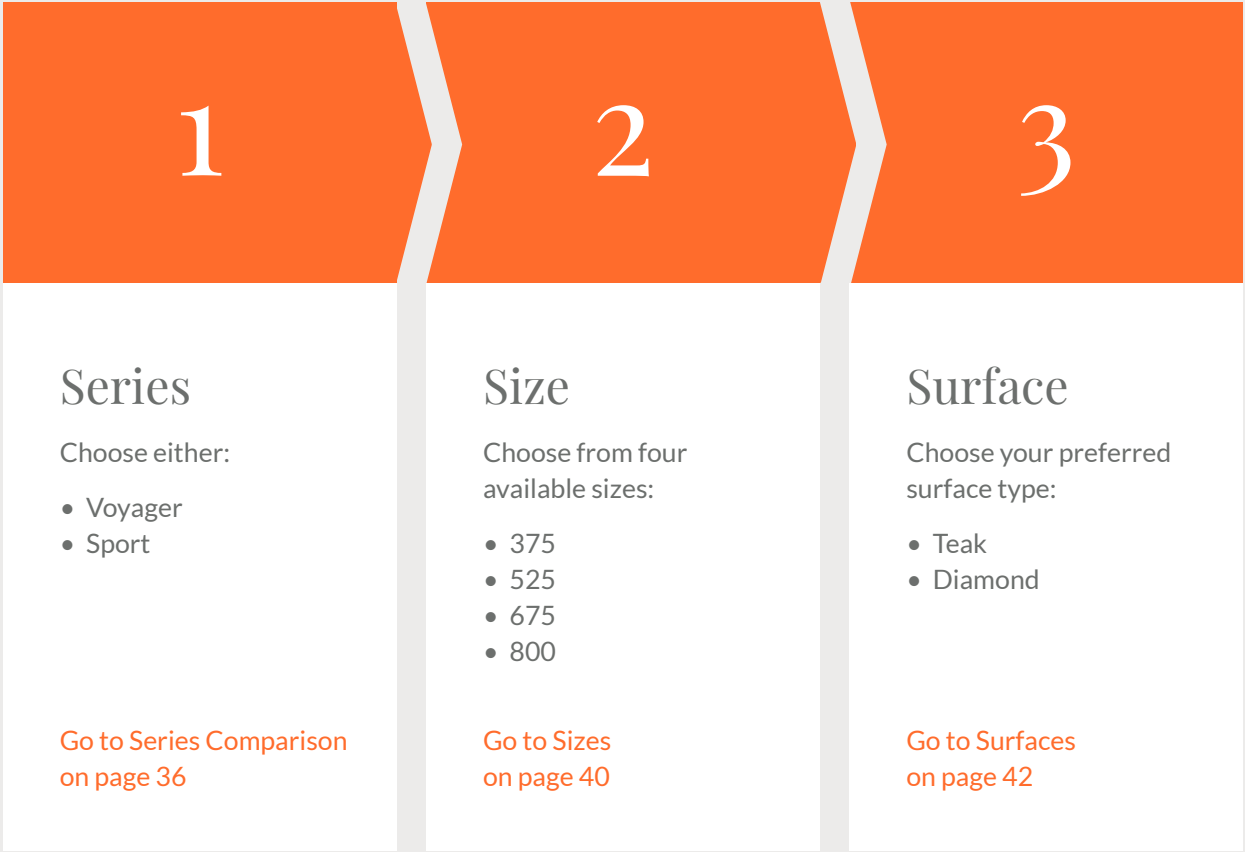 1
Series
Choose either:
• Voyager
• Sport
Go to Series Comparison
on page 36
2
Size
Choose from four
available sizes:
• 375
• 525
• 675
• 800
Go to Sizes
on page 40
3
Surface
Choose your preferred
surface type:
• Teak
• Diamond
Go to Surfaces
on page 42